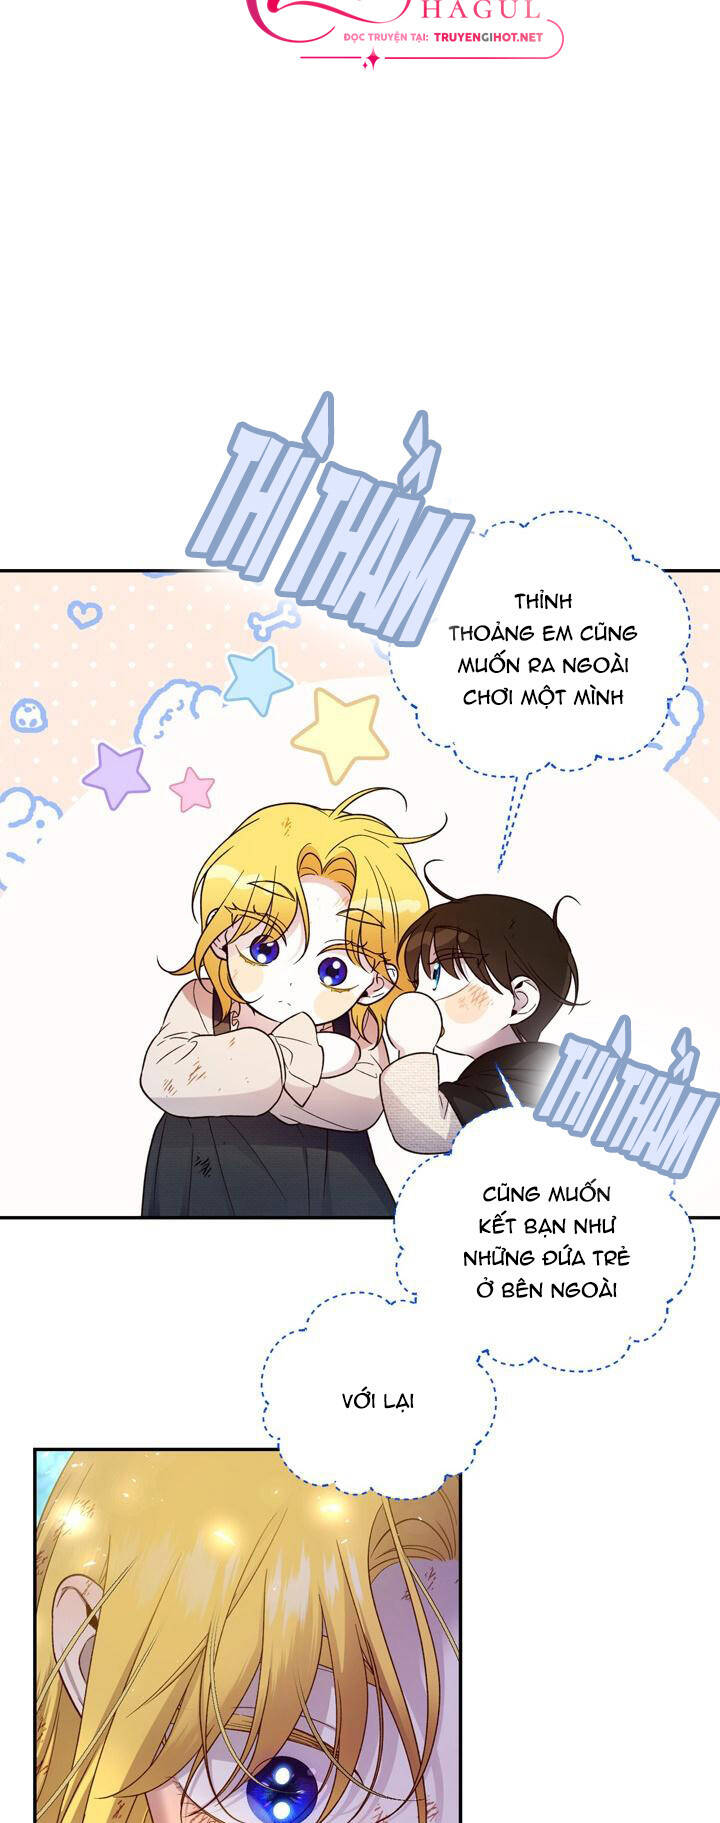 HAGUL
ĐỌC TRUYỆN TẠI: TRUYENGIHOT.NET
THÌ THẦM
THỈNH
THOẢNG EM CŨNG
MUỐN RA NGOÀI
CHƠI MỘT MÌNH
THÌ THẦM
CŨNG MUỐN
KẾT BẠN NHƯ
NHỮNG ĐỨA TRẺ
Ở BÊN NGOÀI
VỚI LẠI